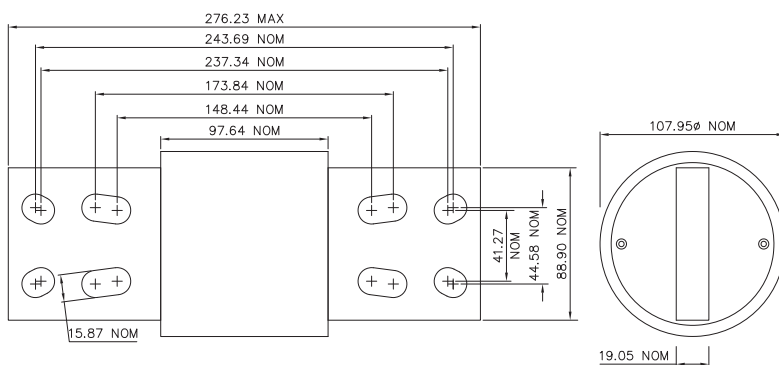 276.23 MAX
243.69 NOM
237.34 NOM
173.84 NOM
148.44 NOM
97.64 NOM
107.95ø NOM
41.27
NOM
44.58 NOM
88.90 NOM
15.87 NOM
19.05 NOM